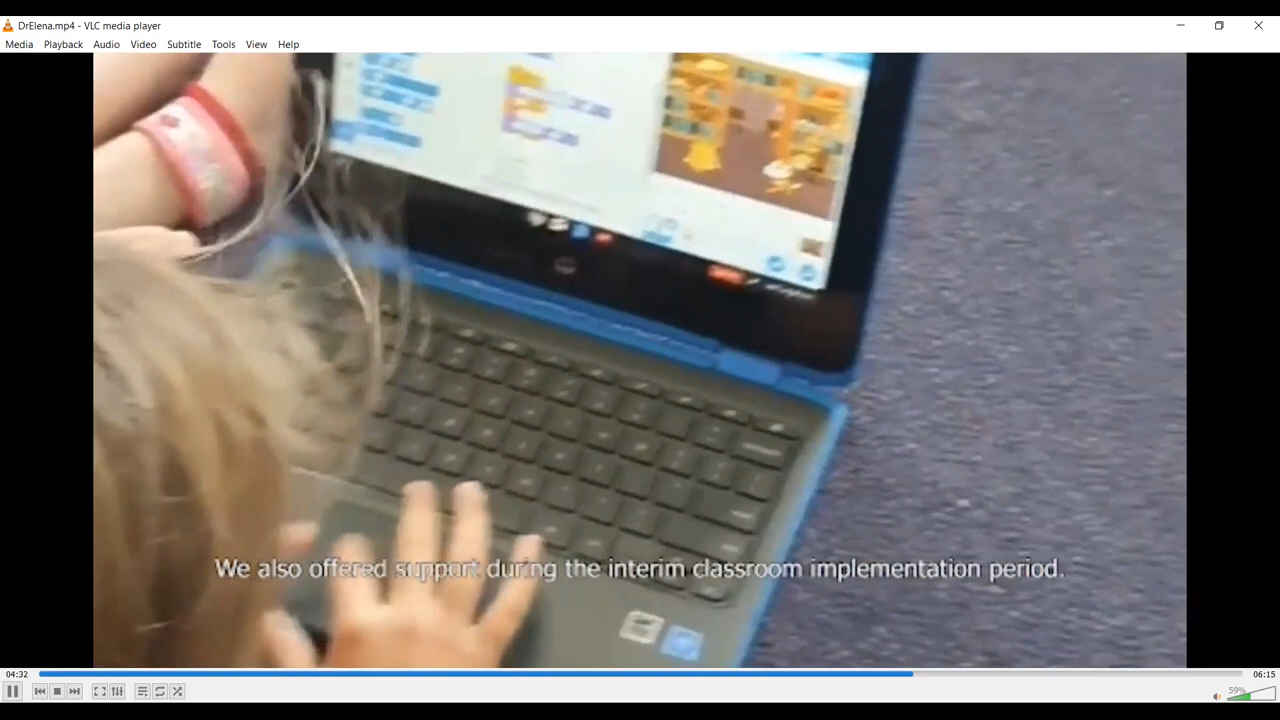 DrElena.mp4 - VLC media player
Media Playback Audio Video Subtitle Tools View Help
We also offered support during the interim classroom implementation period.
04:32 06:15
59%